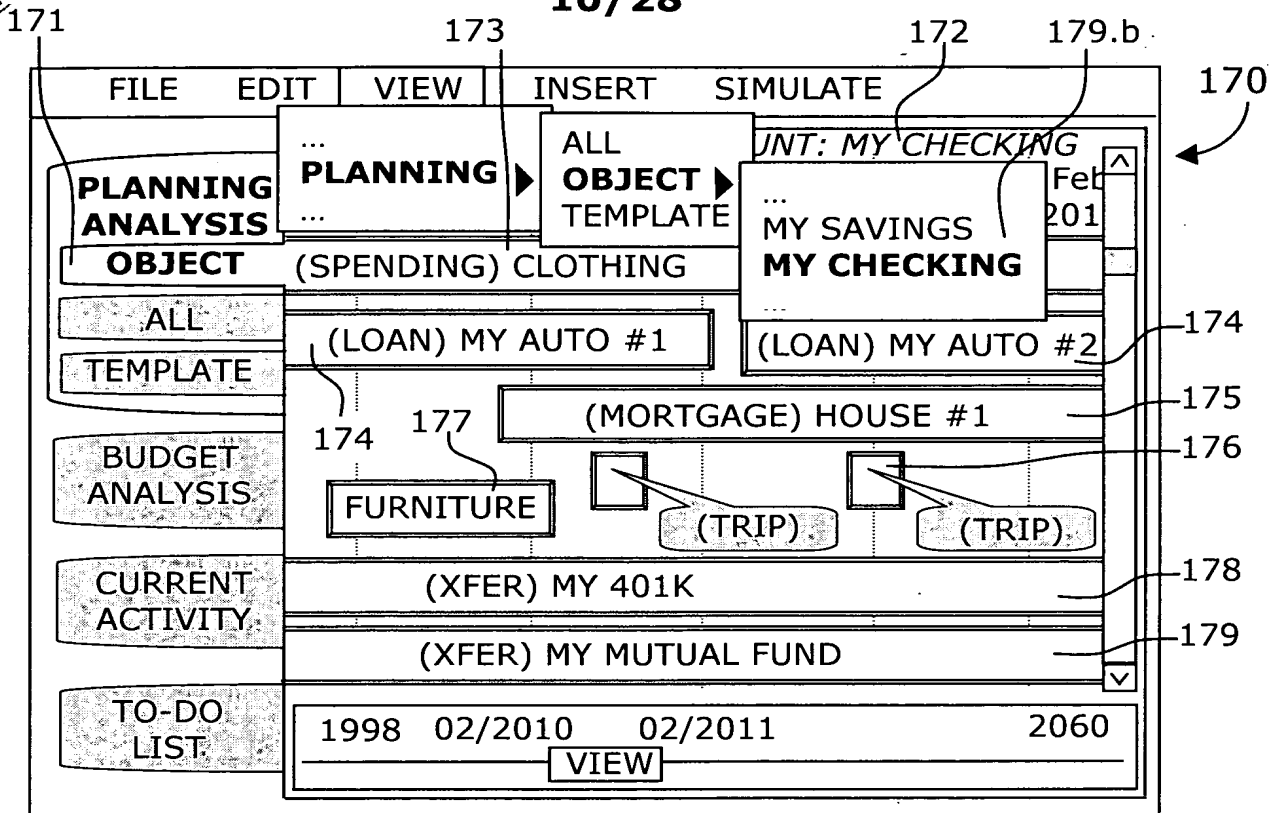 16/28
171
173
172
179.b
170
FILE EDIT VIEW INSERT SIMULATE
...
PLANNING
...
ALL
OBJECT
TEMPLATE
UNT: MY CHECKING
Feb
201
...
MY SAVINGS
MY CHECKING
...
PLANNING
ANALYSIS
OBJECT
ALL
TEMPLATE
(SPENDING) CLOTHING
(LOAN) MY AUTO #1
(LOAN) MY AUTO #2
174
(MORTGAGE) HOUSE #1
175
174
177
176
BUDGET
ANALYSIS
FURNITURE
(TRIP)
(TRIP)
CURRENT
ACTIVITY
(XFER) MY 401K
178
(XFER) MY MUTUAL FUND
179
TO-DO
LIST
1998 02/2010 02/2011 2060
VIEW